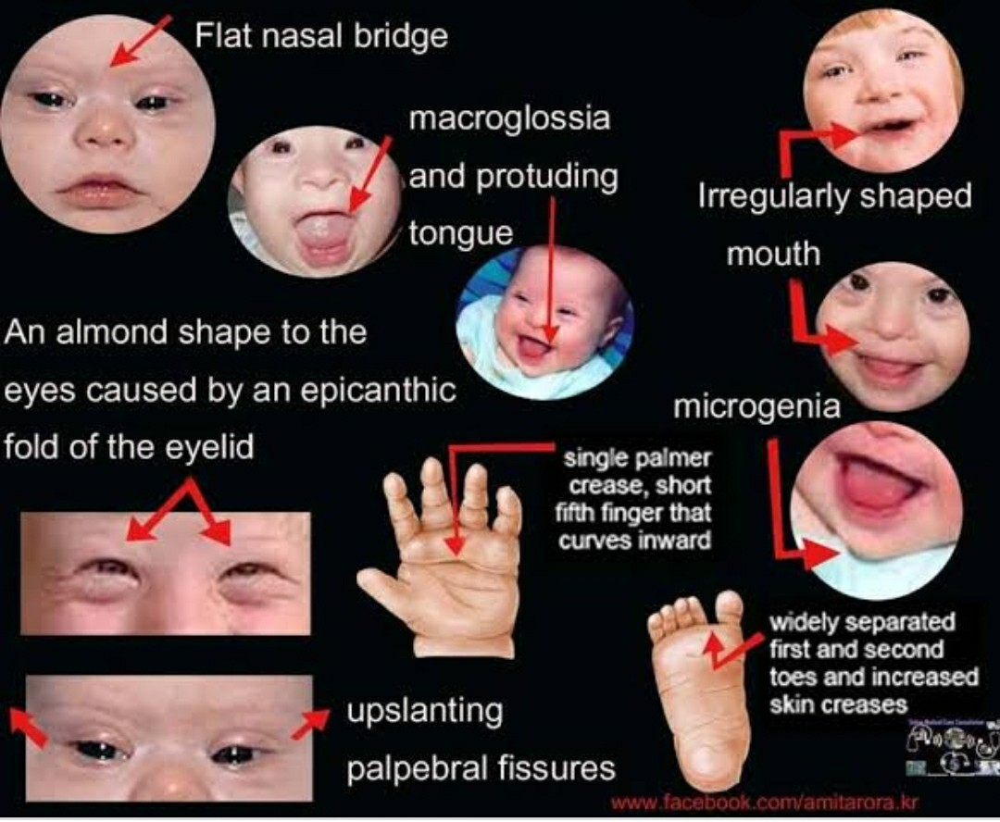 Flat nasal bridge
macroglossia
and protuding
tongue
Irregularly shaped
mouth
An almond shape to the
eyes caused by an epicanthic
fold of the eyelid
microgenia
single palmer
crease, short
fifth finger that
curves inward
widely separated
first and second
toes and increased
skin creases
upslanting
palpebral fissures
www.facebook.com/amitarora.kr